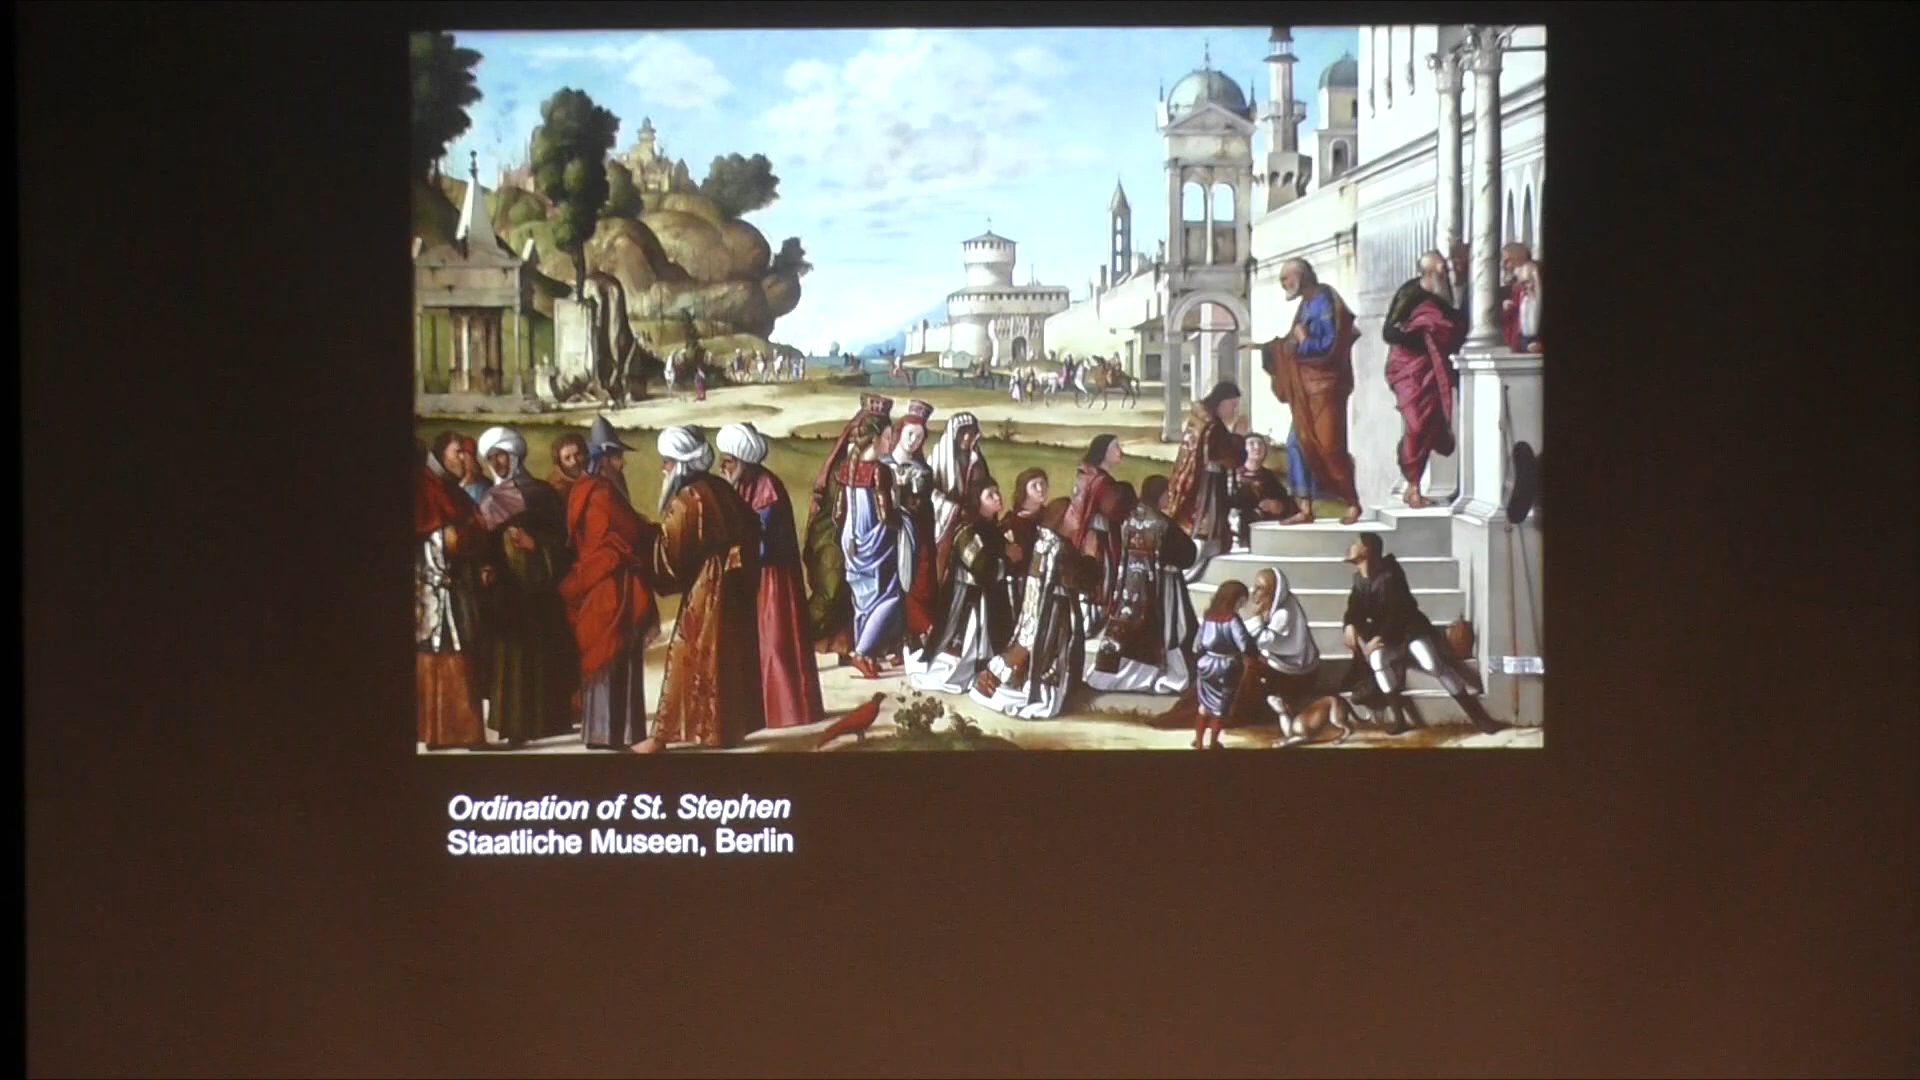 Ordination of St. Stephen
Staatliche Museen, Berlin